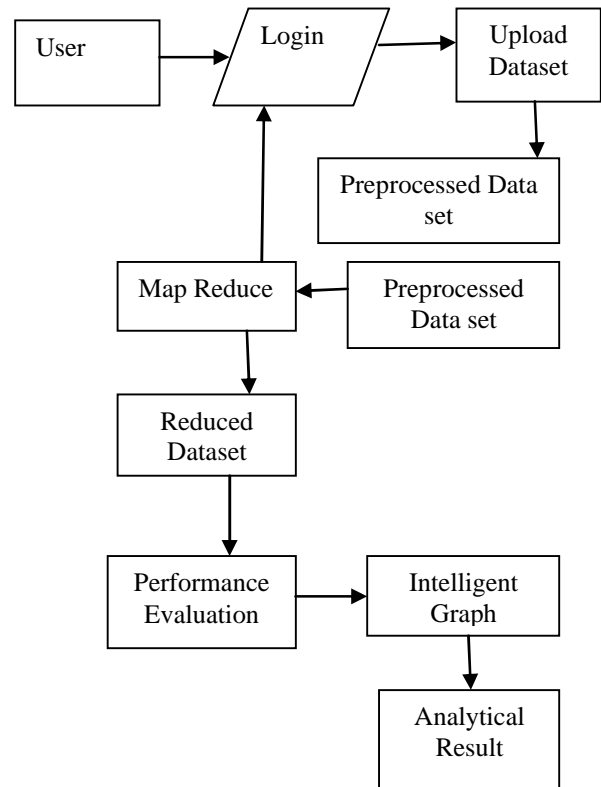 User
Login
Upload
Dataset
Preprocessed Data
set
Map Reduce
Preprocessed
Data set
Reduced
Dataset
Performance
Evaluation
Intelligent
Graph
Analytical
Result